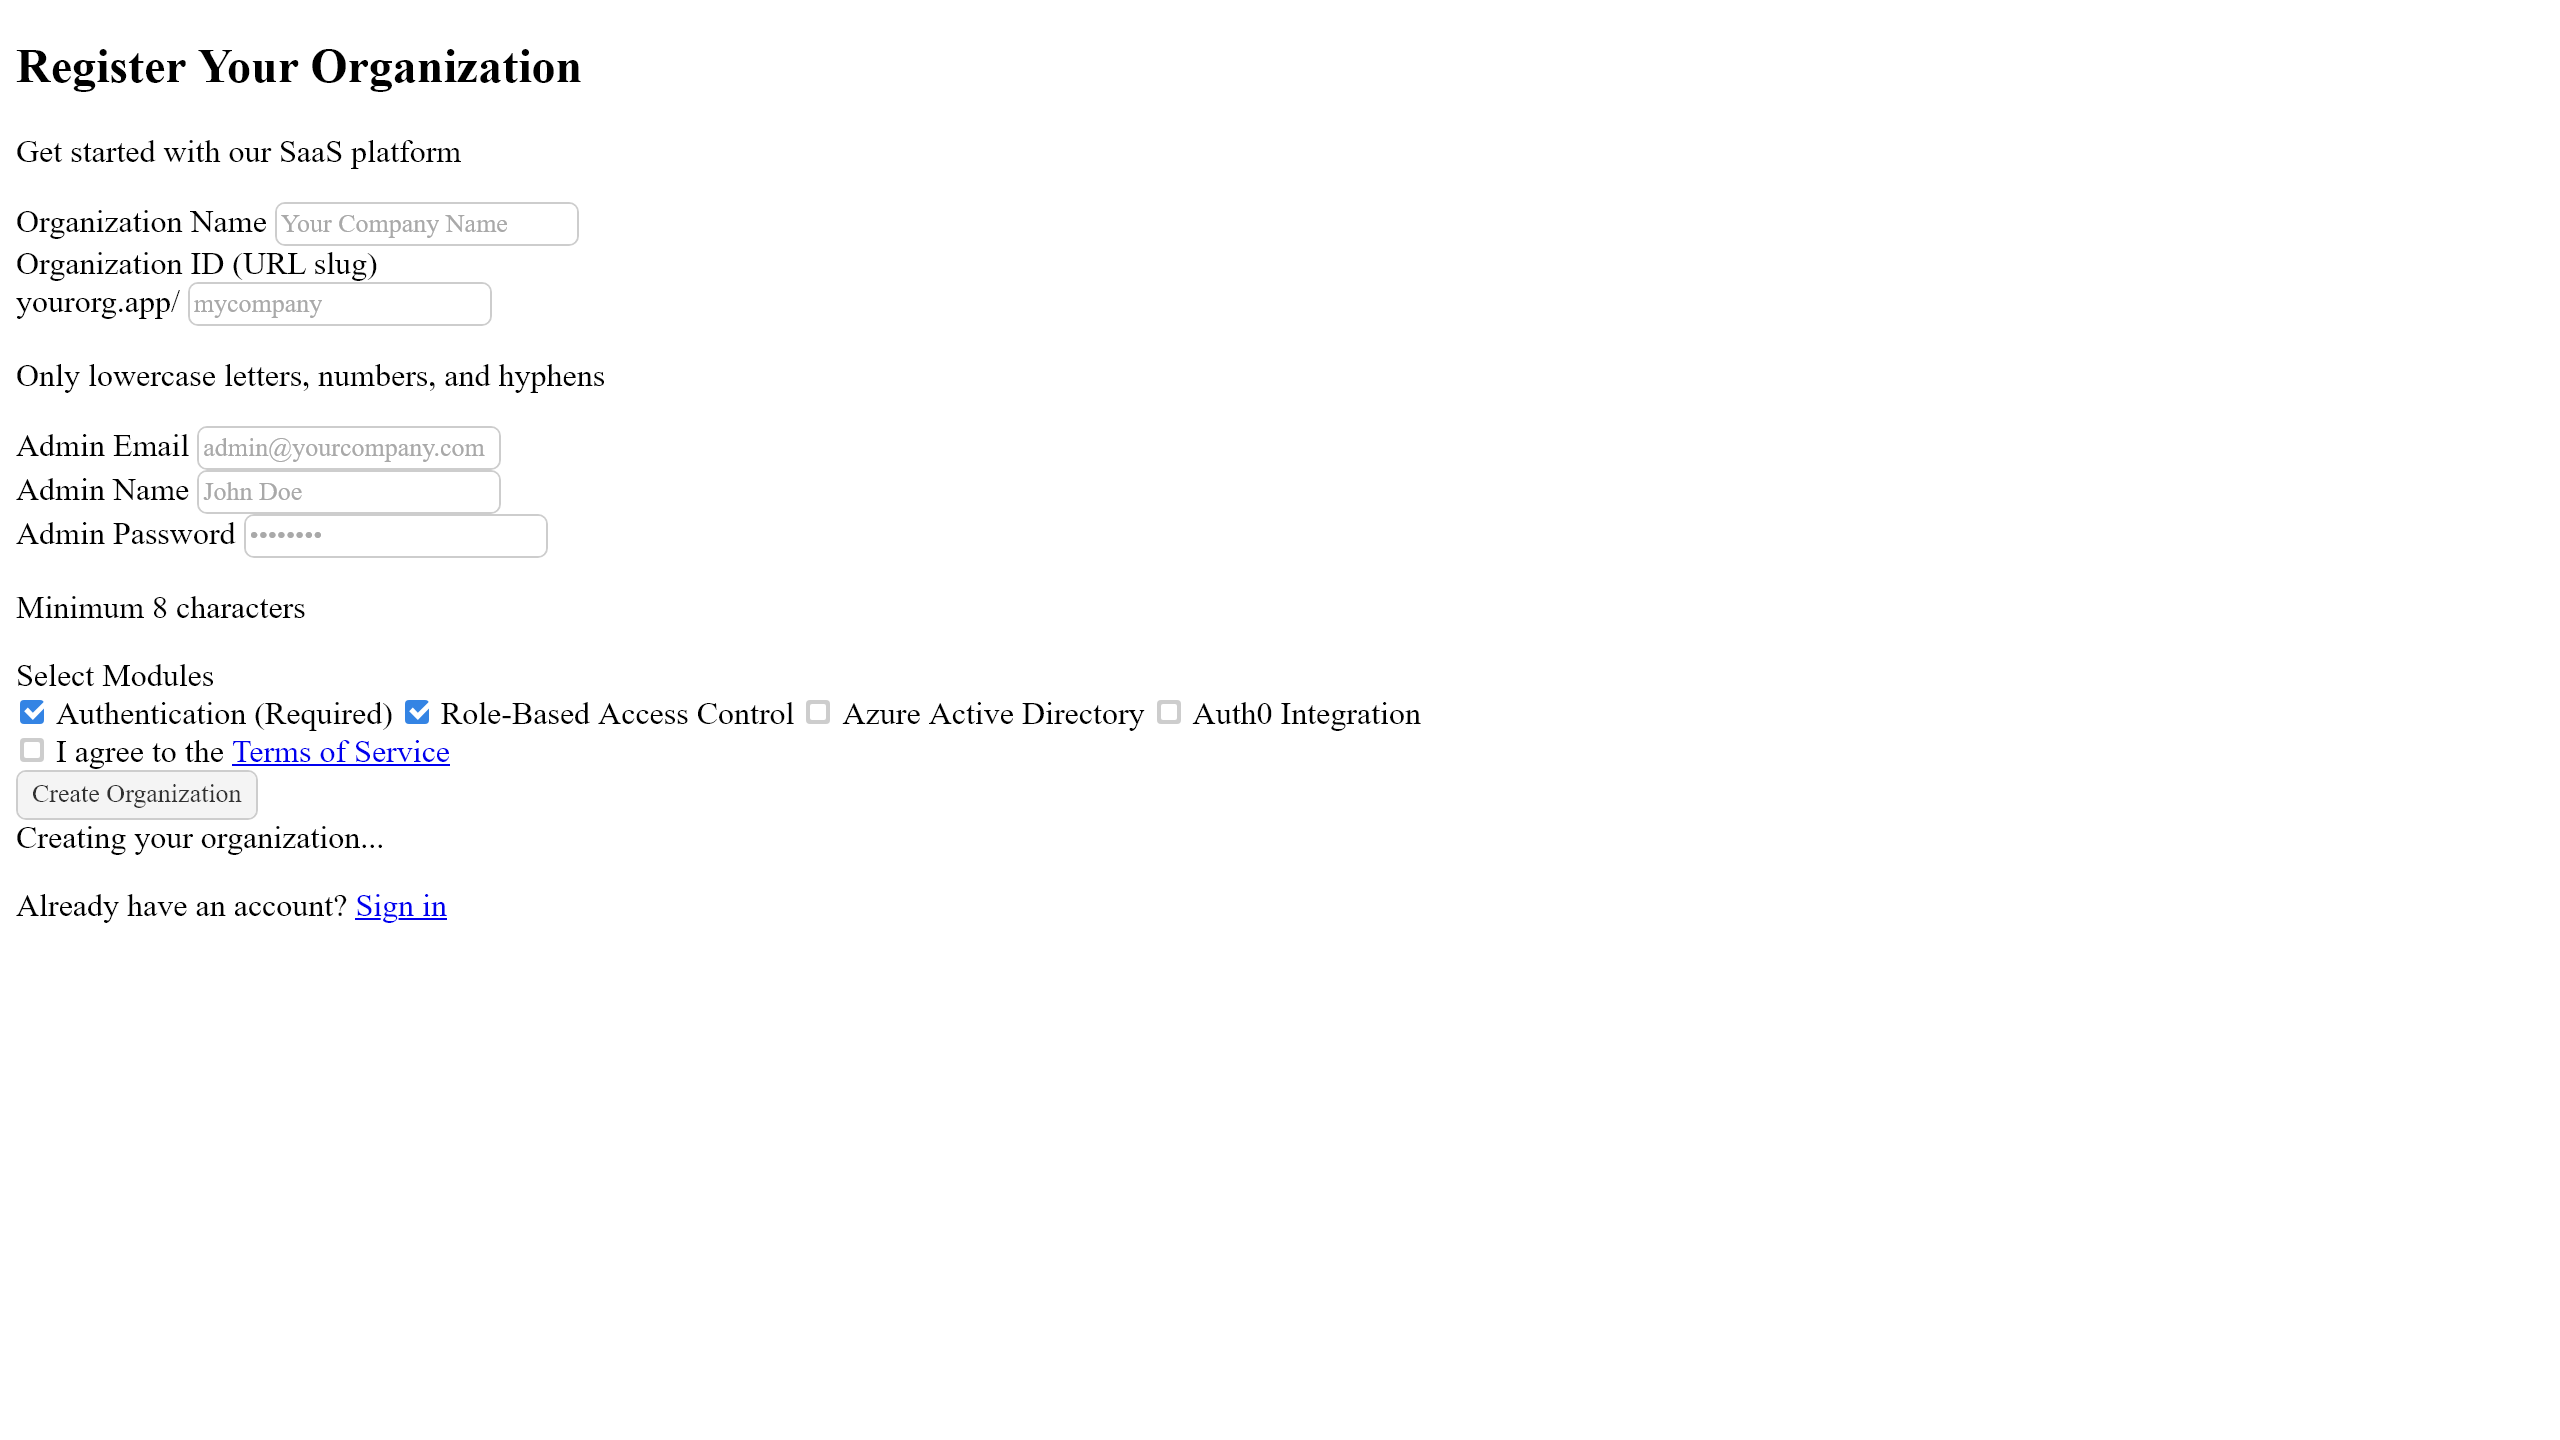 Register Your Organization
Get started with our SaaS platform
Organization Name Your Company Name
Organization ID (URL slug)
yourorg.app/ mycompany
Only lowercase letters, numbers, and hyphens
Admin Email admin@yourcompany.com
Admin Name John Doe
Admin Password ••••••••
Minimum 8 characters
Select Modules
Authentication (Required) Role-Based Access Control Azure Active Directory Auth0 Integration
I agree to the Terms of Service
Create Organization
Creating your organization...
Already have an account? Sign in